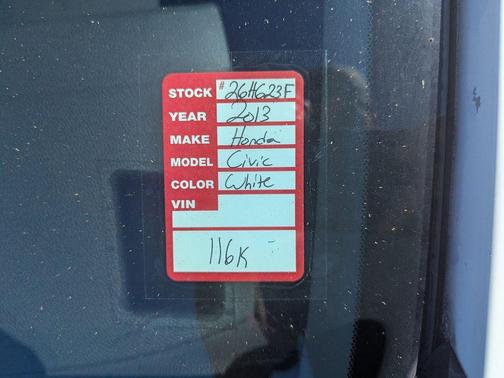 STOCK #26H623F
YEAR 2013
MAKE Honda
MODEL Civic
COLOR White
VIN
116K